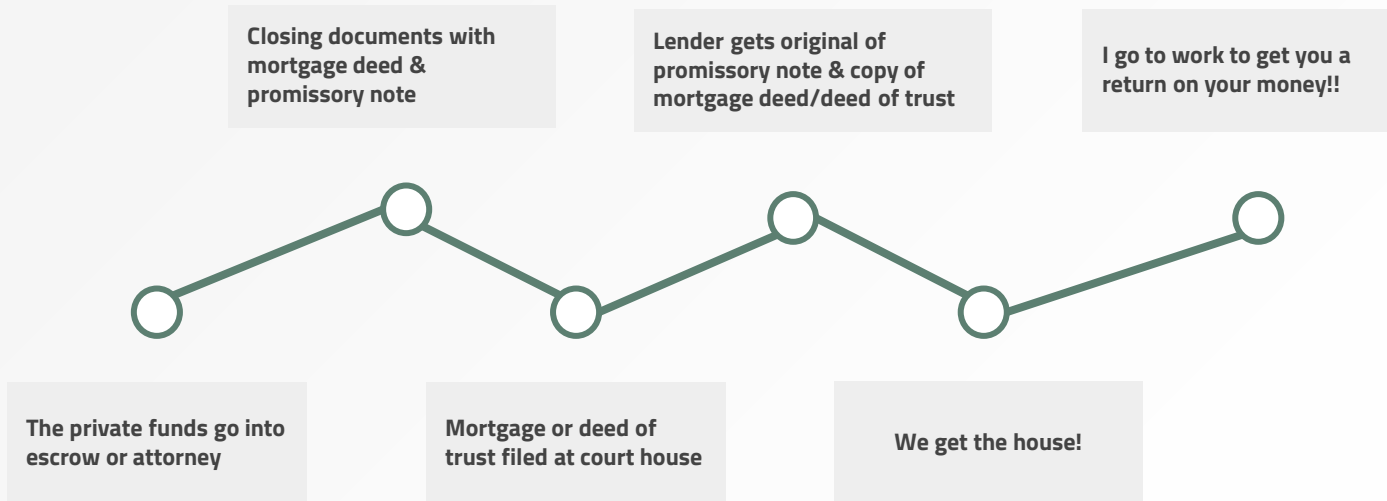 Closing documents with
mortgage deed &
promissory note
Lender gets original of
promissory note & copy of
mortgage deed/deed of trust
I go to work to get you a
return on your money!!
The private funds go into
escrow or attorney
Mortgage or deed of
trust filed at court house
We get the house!